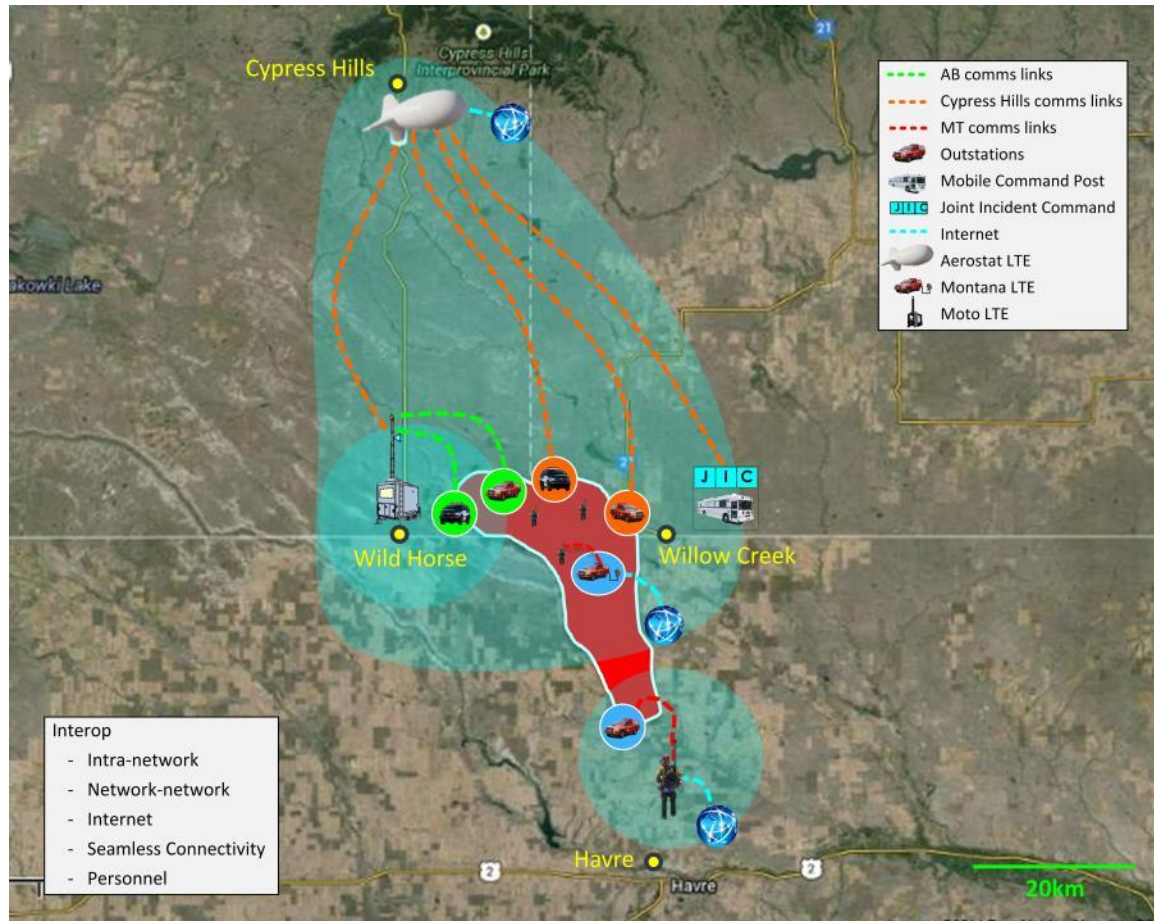 21
Cypress Hills
Cypress Hills
Interprovincial Park
AB comms links
Cypress Hills comms links
MT comms links
Outstations
Mobile Command Post
J I C Joint Incident Command
Internet
Aerostat LTE
Montana LTE
Moto LTE
akowki Lake
2
J I C
Wild Horse
Willow Creek
Interop
- Intra-network
- Network-network
- Internet
- Seamless Connectivity
- Personnel
Havre
2
2
Havre
20km